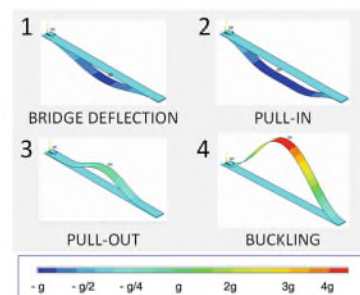 1
2
BRIDGE DEFLECTION
PULL-IN
3
4
PULL-OUT
BUCKLING
- g - g/2 - g/4 g 2g 3g 4g